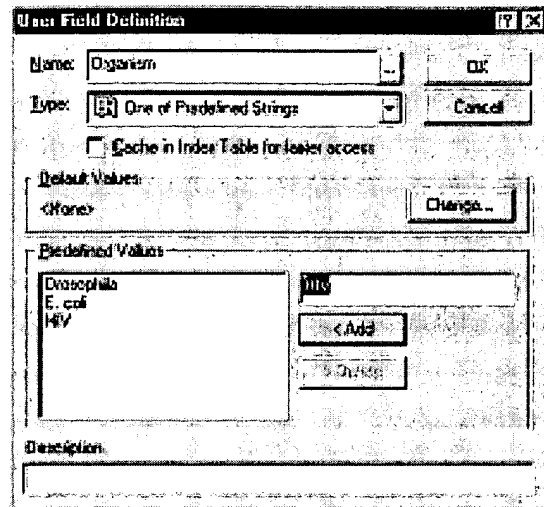 User Field Definition
Name: Organism ... OK
Type: One of Predefined Strings Cancel
Cache in Index Table for faster access
Default Values
<None> Change...
Predefined Values
Drosophila
E. coli
HIV
< Add
Description